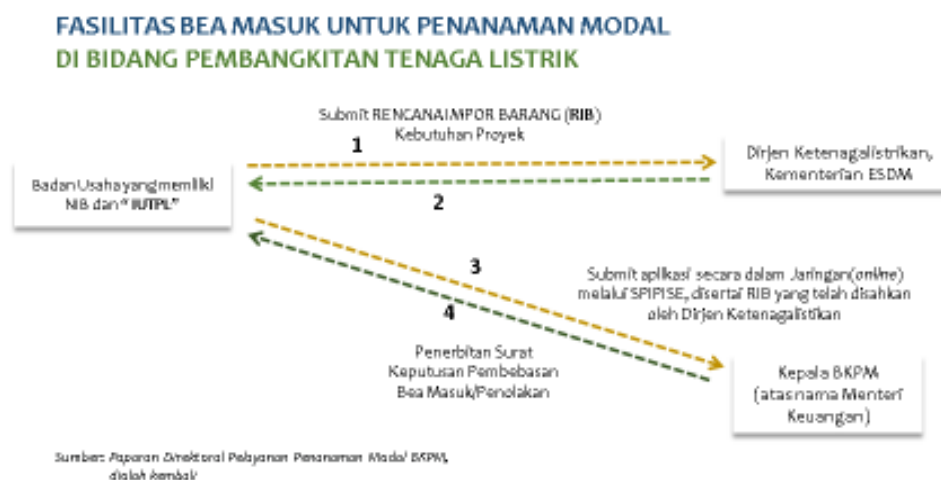 FASILITAS BEA MASUK UNTUK PENANAMAN MODAL
DI BIDANG PEMBANGKITAN TENAGA LISTRIK
Submit RENCANA IMPOR BARANG (RIB)
Kebutuhan Proyek
1
Dirjen Ketenagalistrikan,
Kementerian ESDM
Badan Usaha yang memiliki
NIB dan "IUTPL"
2
3
Submit aplikasi secara dalam Jaringan(online)
melalui SPIPISE, disertai RIB yang telah disahkan
oleh Dirjen Ketenagalistikan
4
Penerbitan Surat
Keputusan Pembebasan
Bea Masuk/Penolakan
Kepala BKPM
(atas nama Menteri
Keuangan)
Sumber: Paparan Direktorat Pelayanan Penanaman Modal BKPM,
diolah kembali